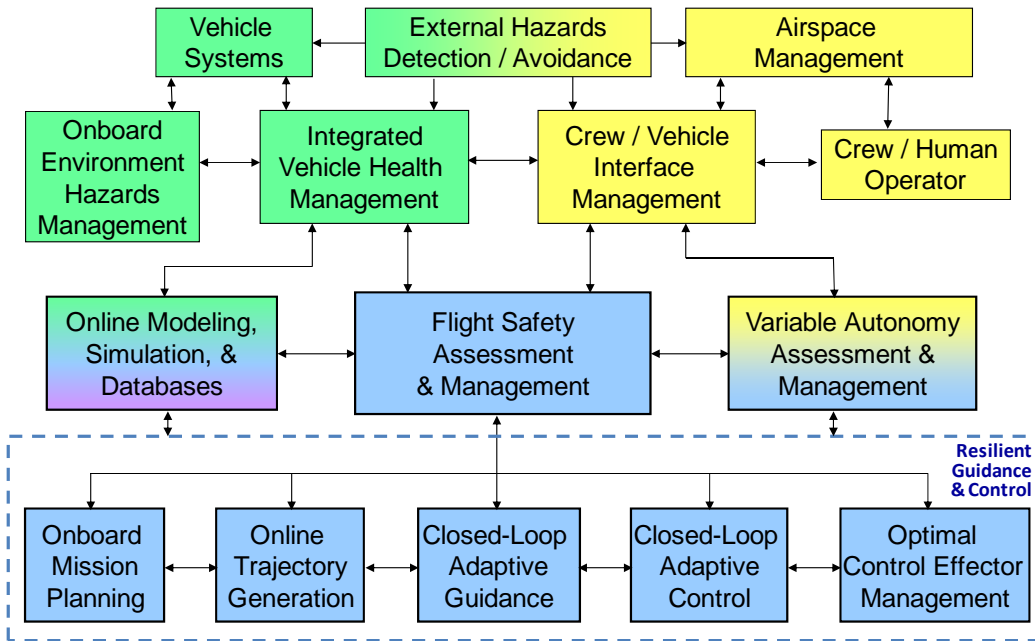 Vehicle
Systems
External Hazards
Detection / Avoidance
Airspace
Management
Onboard
Environment
Hazards
Management
Integrated
Vehicle Health
Management
Crew / Vehicle
Interface
Management
Crew / Human
Operator
Online Modeling,
Simulation, &
Databases
Flight Safety
Assessment
& Management
Variable Autonomy
Assessment &
Management
Resilient
Guidance
& Control
Onboard
Mission
Planning
Online
Trajectory
Generation
Closed-Loop
Adaptive
Guidance
Closed-Loop
Adaptive
Control
Optimal
Control Effector
Management